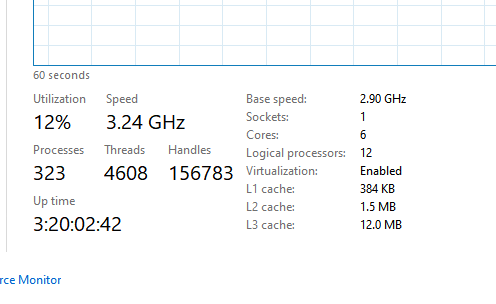 60 seconds
Utilization Speed
12% 3.24 GHz
Processes Threads Handles
323 4608 156783
Up time
3:20:02:42
Base speed: 2.90 GHz
Sockets: 1
Cores: 6
Logical processors: 12
Virtualization: Enabled
L1 cache: 384 KB
L2 cache: 1.5 MB
L3 cache: 12.0 MB
rce Monitor